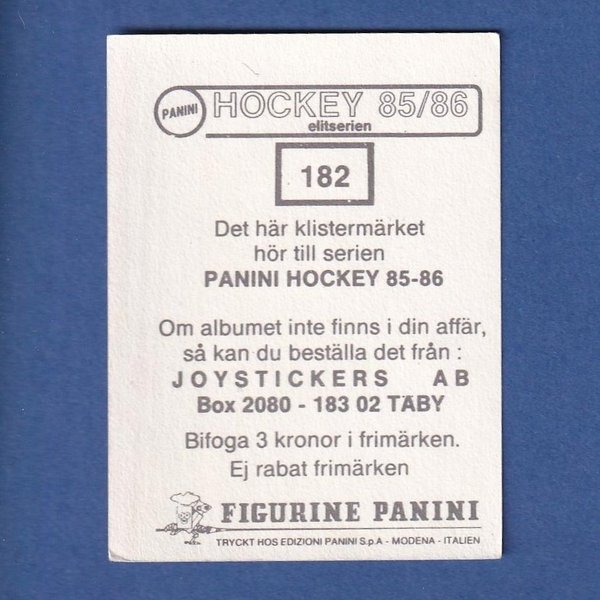 PANINI HOCKEY 85/86
elitserien
182
Det här klistermärket
hör till serien
PANINI HOCKEY 85-86
Om albumet inte finns i din affär,
så kan du beställa det från :
JOYSTICKERS AB
Box 2080 - 183 02 TÄBY
Bifoga 3 kronor i frimärken.
Ej rabat frimärken
FIGURINE PANINI
TRYCKT HOS EDIZIONI PANINI S.p.A - MODENA - ITALIEN